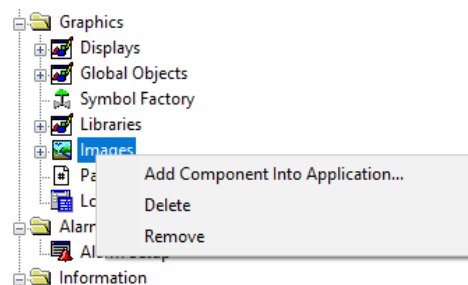 Graphics
Displays
Global Objects
Symbol Factory
Libraries
Images
Add Component Into Application...
Delete
Remove
Information